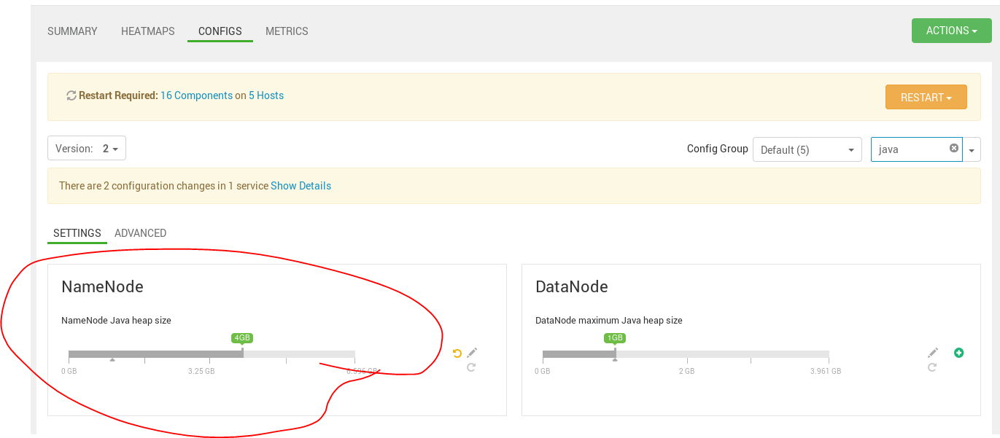 SUMMARY HEATMAPS CONFIGS METRICS ACTIONS
Restart Required: 16 Components on 5 Hosts RESTART
Version: 2 Config Group Default (5) java
There are 2 configuration changes in 1 service Show Details
SETTINGS ADVANCED
NameNode
NameNode Java heap size
4GB
0 GB 3.25 GB 6.596 GB
DataNode
DataNode maximum Java heap size
1GB
0 GB 2 GB 3.961 GB